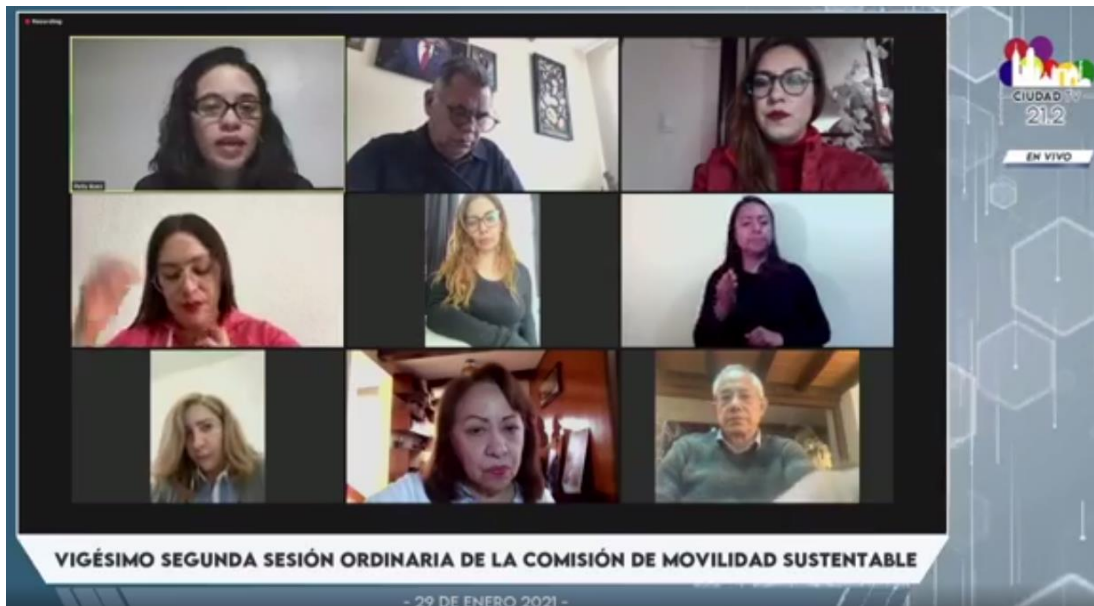 Recording
CIUDAD TV
21.2
EN VIVO
VIGÉSIMO SEGUNDA SESIÓN ORDINARIA DE LA COMISIÓN DE MOVILIDAD SUSTENTABLE
- 29 DE ENERO 2021 -